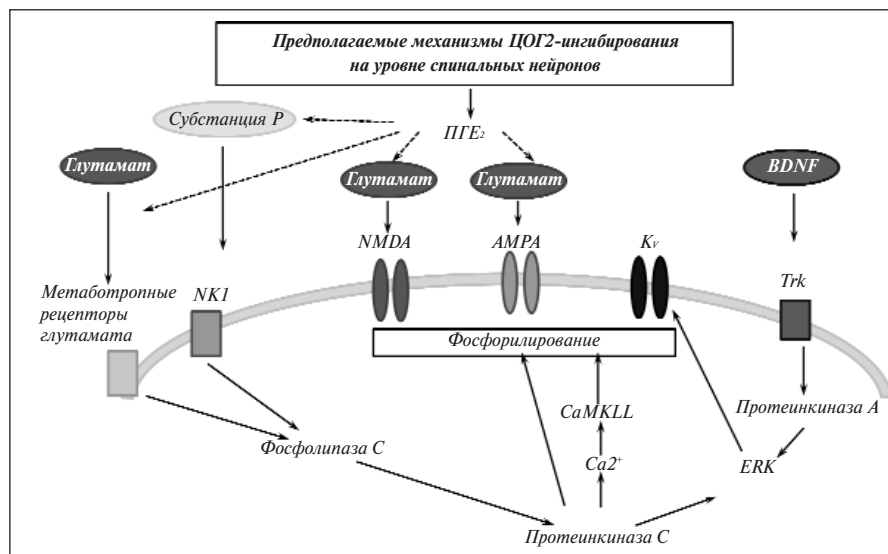 Предполагаемые механизмы ЦОГ2-ингибирования
на уровне спинальных нейронов
Субстанция P
ПГЕ2
Глутамат
Глутамат
Глутамат
BDNF
NMDA
AMPA
KV
Trk
Метаботропные
рецепторы
глутамата
NK1
Фосфорилирование
CaMKLL
Протеинкиназа A
Фосфолипаза C
Ca2+
ERK
Протеинкиназа C